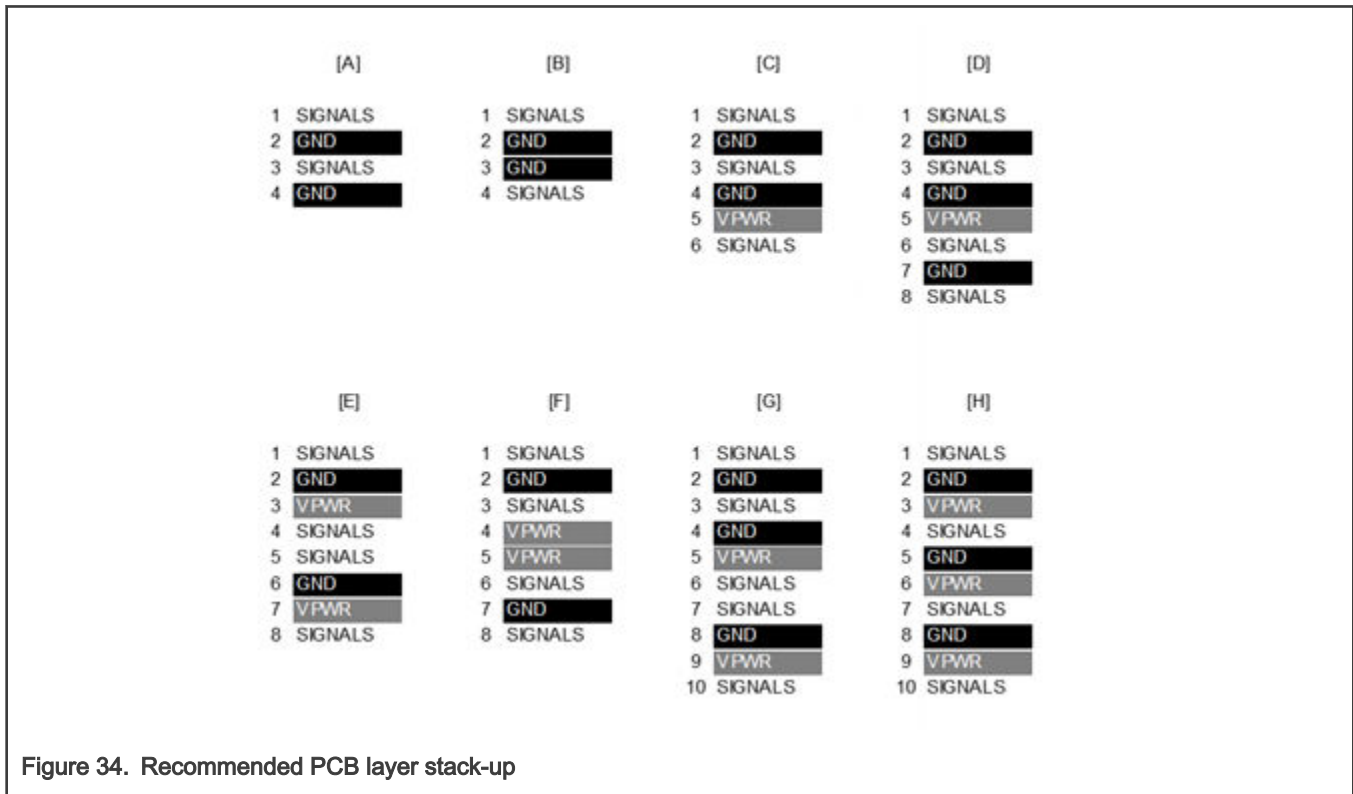 [A]
1 SIGNALS
2 GND
3 SIGNALS
4 GND
[B]
1 SIGNALS
2 GND
3 GND
4 SIGNALS
[C]
1 SIGNALS
2 GND
3 SIGNALS
4 GND
5 VPWR
6 SIGNALS
[D]
1 SIGNALS
2 GND
3 SIGNALS
4 GND
5 VPWR
6 SIGNALS
7 GND
8 SIGNALS
[E]
1 SIGNALS
2 GND
3 VPWR
4 SIGNALS
5 SIGNALS
6 GND
7 VPWR
8 SIGNALS
[F]
1 SIGNALS
2 GND
3 SIGNALS
4 VPWR
5 VPWR
6 SIGNALS
7 GND
8 SIGNALS
[G]
1 SIGNALS
2 GND
3 SIGNALS
4 GND
5 VPWR
6 SIGNALS
7 SIGNALS
8 GND
9 VPWR
10 SIGNALS
[H]
1 SIGNALS
2 GND
3 VPWR
4 SIGNALS
5 GND
6 VPWR
7 SIGNALS
8 GND
9 VPWR
10 SIGNALS
Figure 34. Recommended PCB layer stack-up